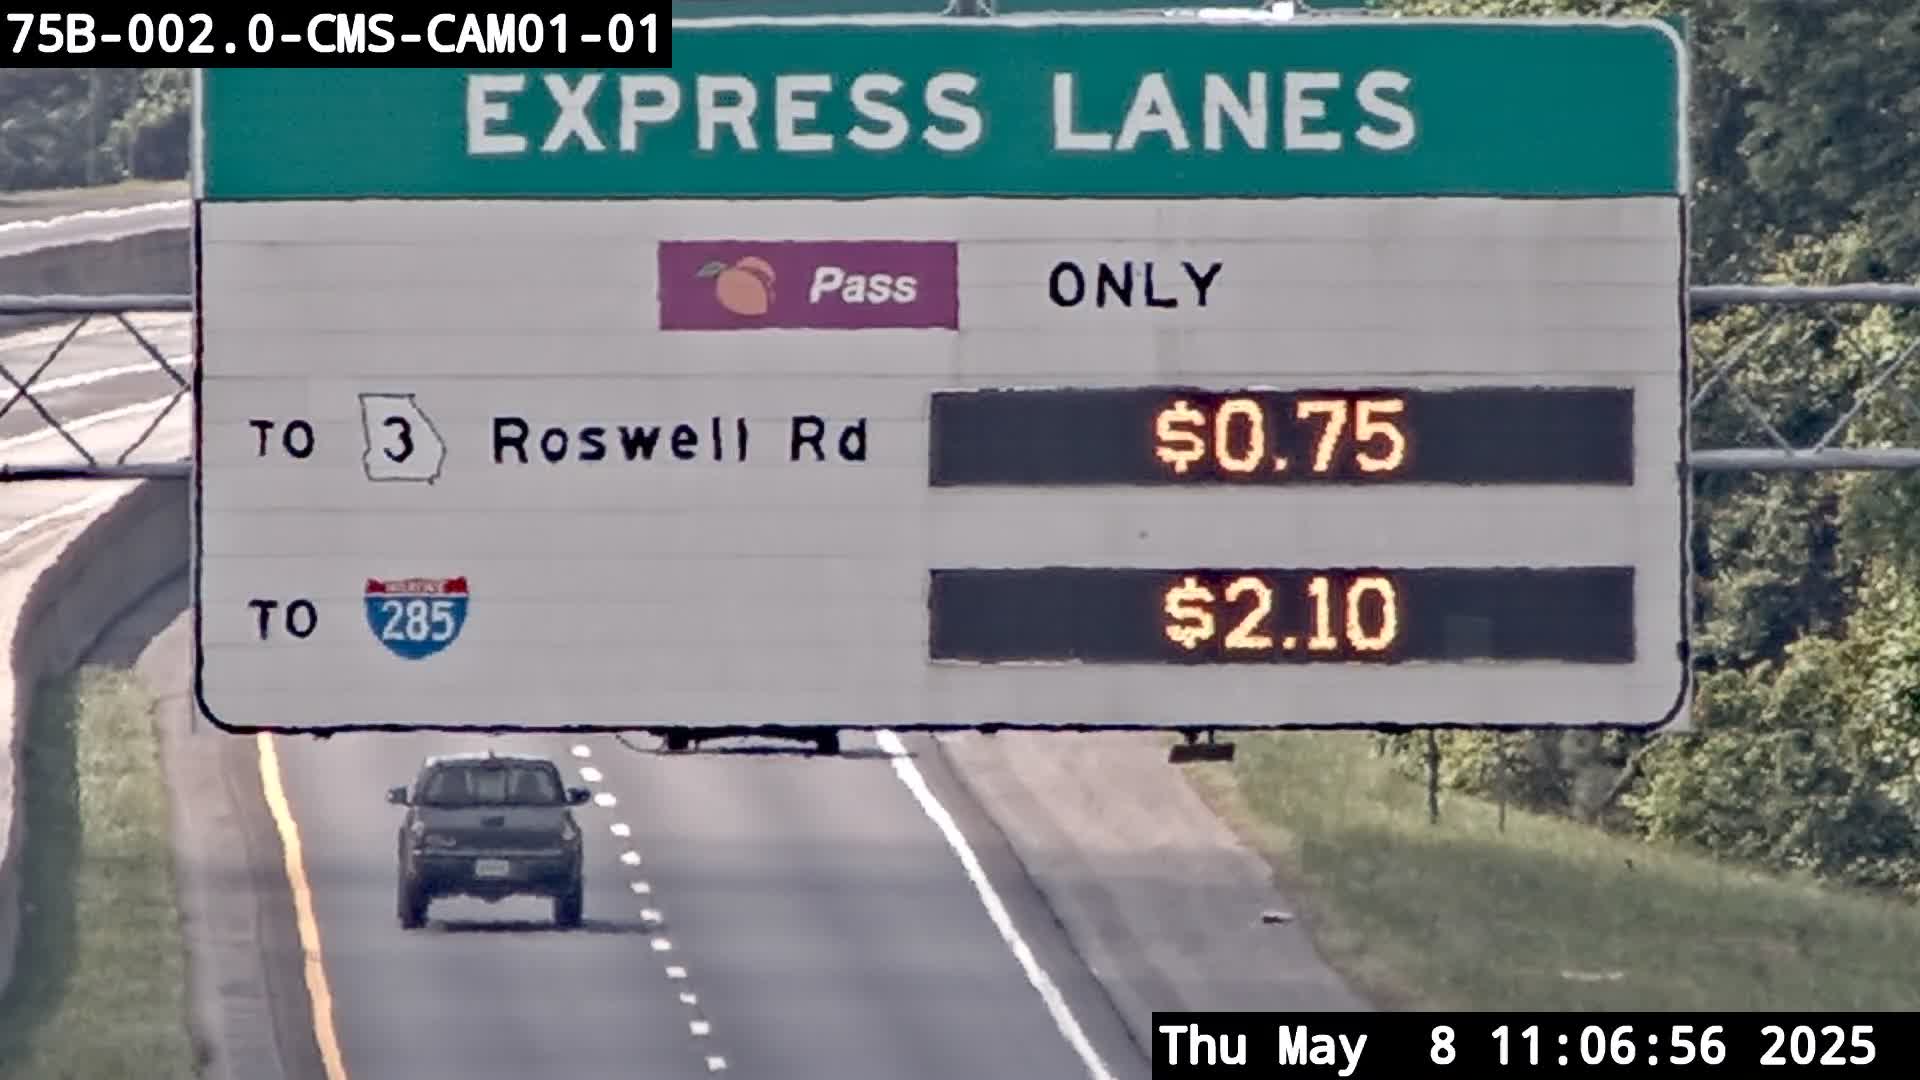 75B-002.0-CMS-CAM01-01
EXPRESS LANES
Pass ONLY
TO 3 Roswell Rd $0.75
TO INTERSTATE 285 $2.10
Thu May 8 11:06:56 2025